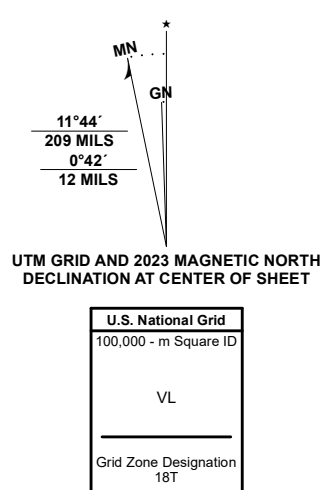 MN
GN
11°44´
209 MILS
0°42´
12 MILS
UTM GRID AND 2023 MAGNETIC NORTH
DECLINATION AT CENTER OF SHEET
U.S. National Grid
100,000 - m Square ID
VL
Grid Zone Designation
18T